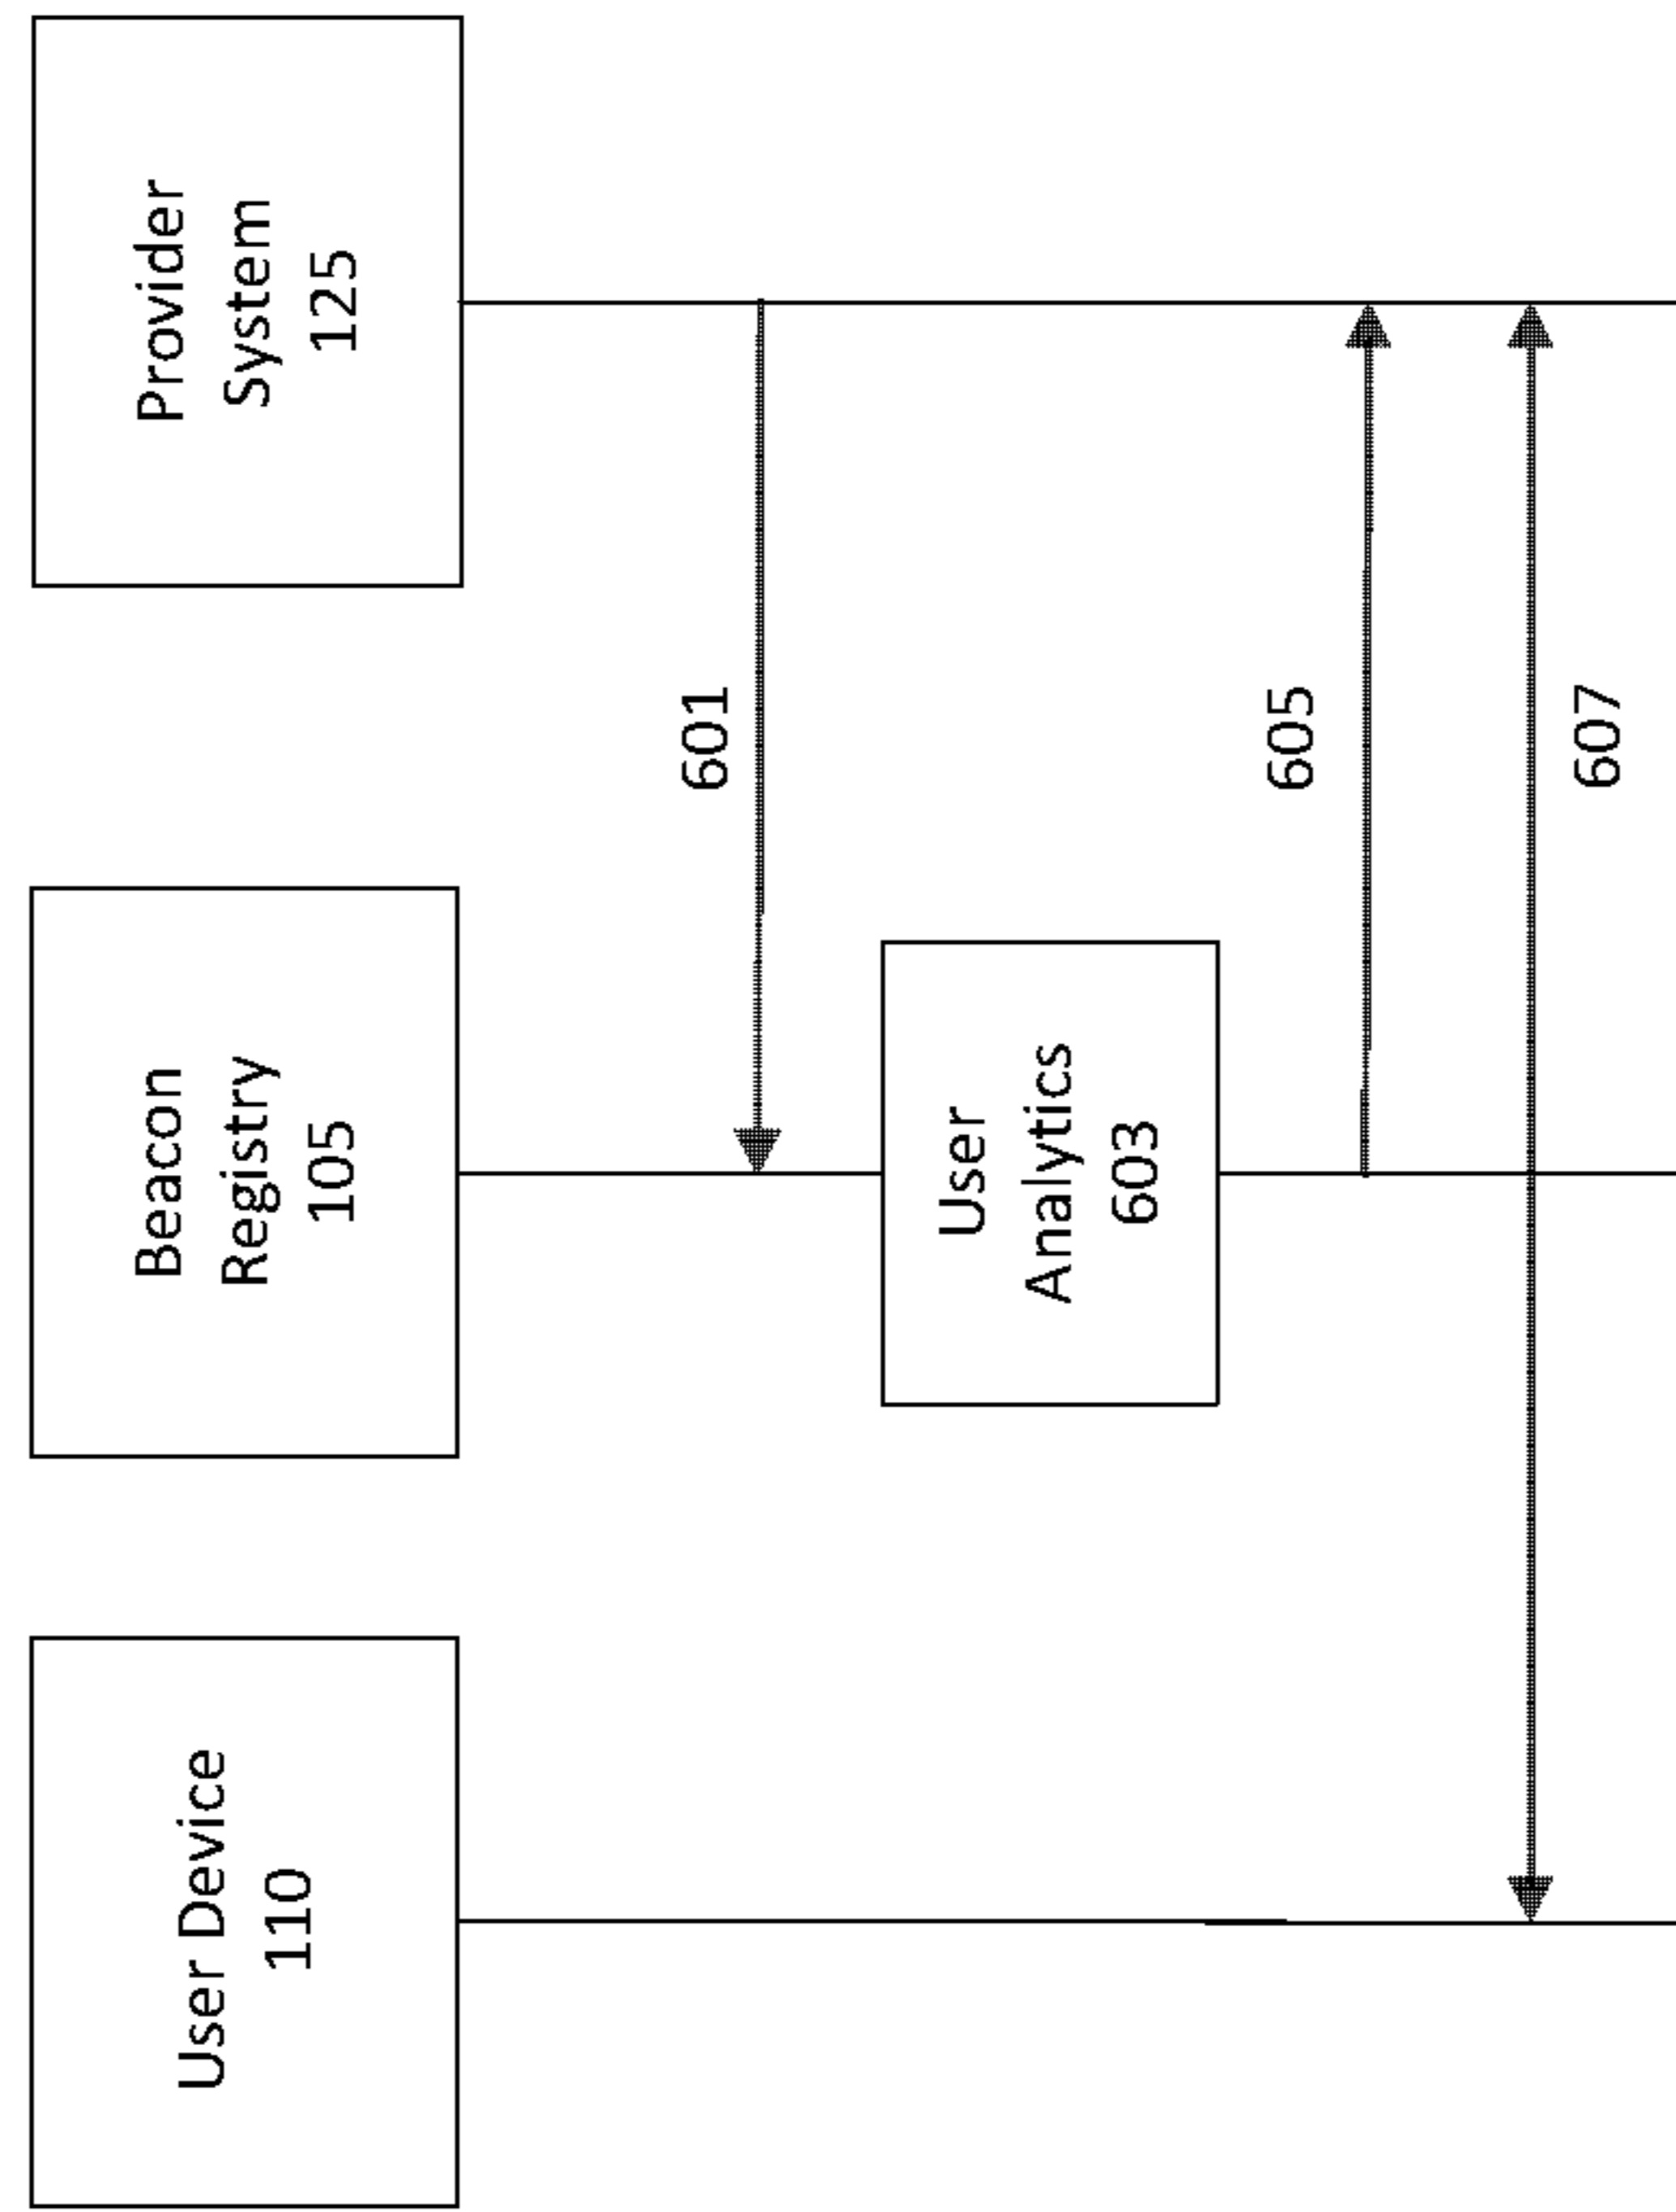 User Device
110
Beacon
Registry
105
Provider
System
125
601
User
Analytics
603
605
607